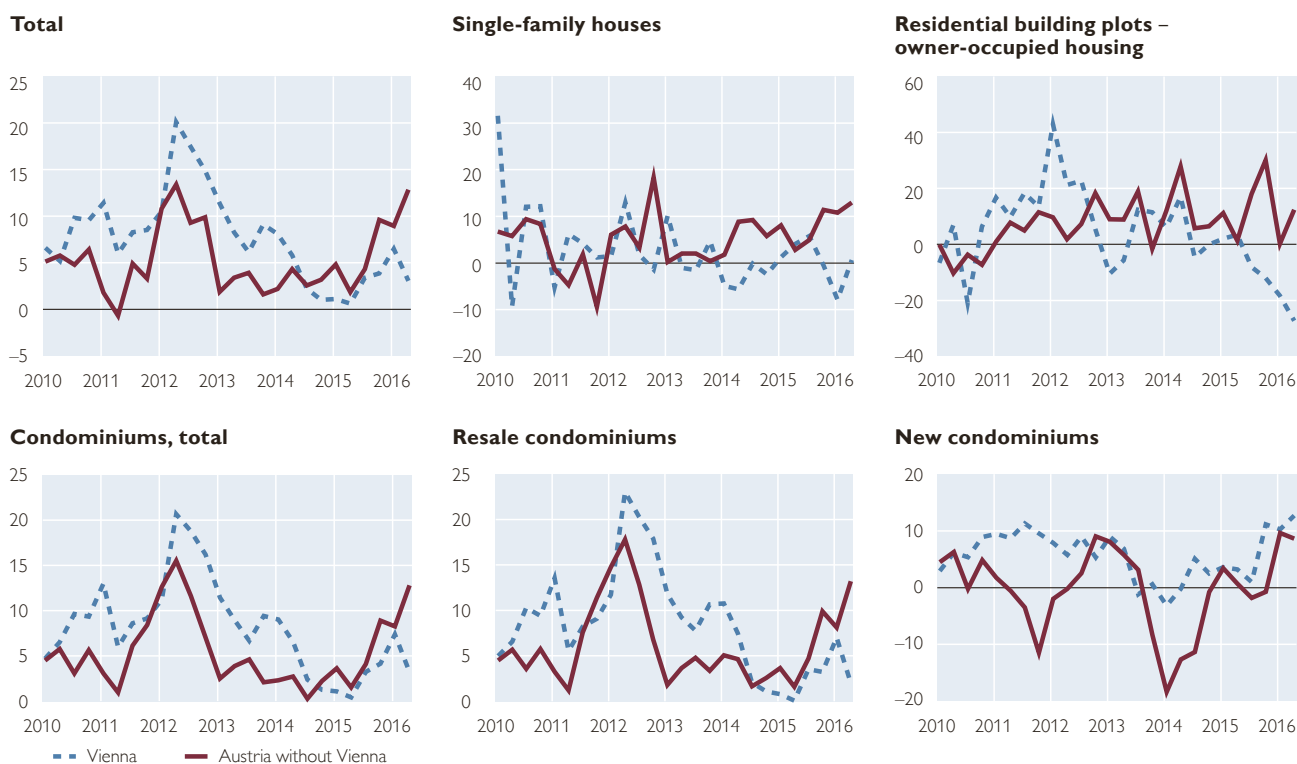 Total
Single-family houses
Residential building plots –
owner-occupied housing
25
20
15
10
5
0
–5
2010 2011 2012 2013 2014 2015 2016
40
30
20
10
0
–10
–20
2010 2011 2012 2013 2014 2015 2016
60
40
20
0
–20
–40
2010 2011 2012 2013 2014 2015 2016
Condominiums, total
Resale condominiums
New condominiums
25
20
15
10
5
0
2010 2011 2012 2013 2014 2015 2016
25
20
15
10
5
0
2010 2011 2012 2013 2014 2015 2016
20
10
0
–10
–20
2010 2011 2012 2013 2014 2015 2016
Vienna Austria without Vienna